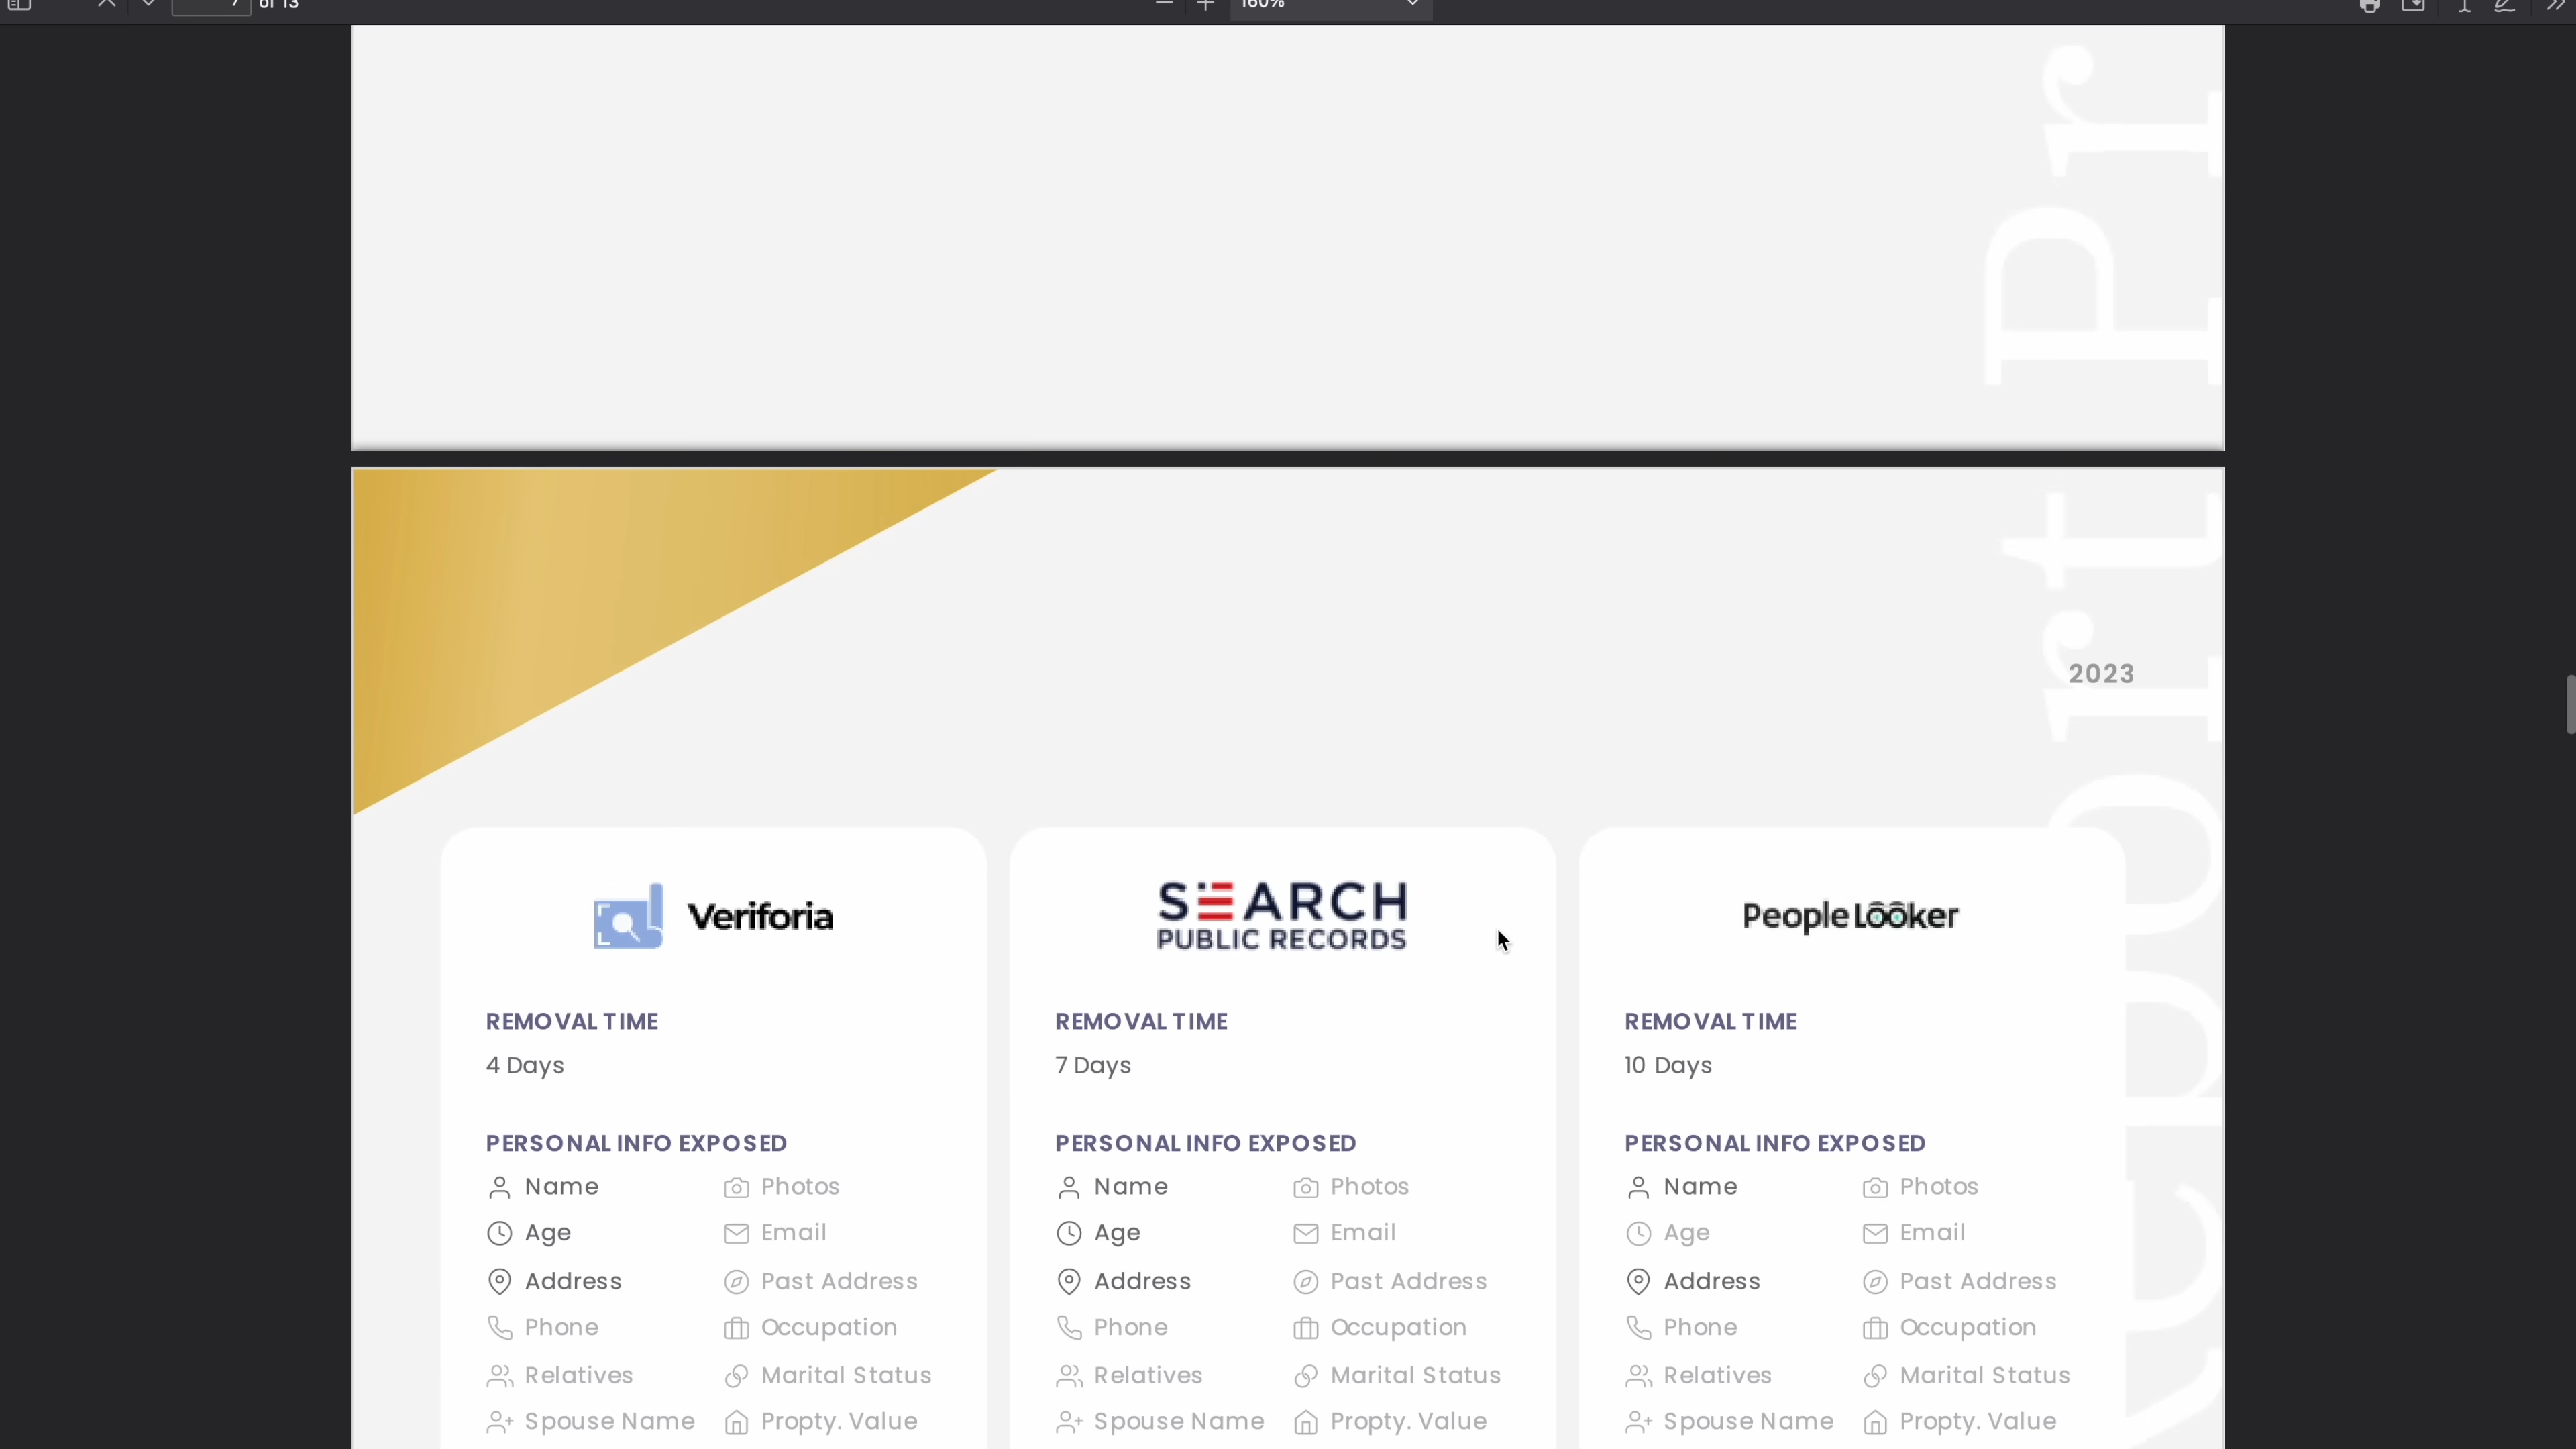 7 of 13
160%
Pr
2023
Veriforia
SEARCH
PUBLIC RECORDS
PeopleLooker
REMOVAL TIME
4 Days
PERSONAL INFO EXPOSED
Name
Photos
Age
Email
Address
Past Address
Phone
Occupation
Relatives
Marital Status
Spouse Name
Propty. Value
REMOVAL TIME
7 Days
PERSONAL INFO EXPOSED
Name
Photos
Age
Email
Address
Past Address
Phone
Occupation
Relatives
Marital Status
Spouse Name
Propty. Value
REMOVAL TIME
10 Days
PERSONAL INFO EXPOSED
Name
Photos
Age
Email
Address
Past Address
Phone
Occupation
Relatives
Marital Status
Spouse Name
Propty. Value